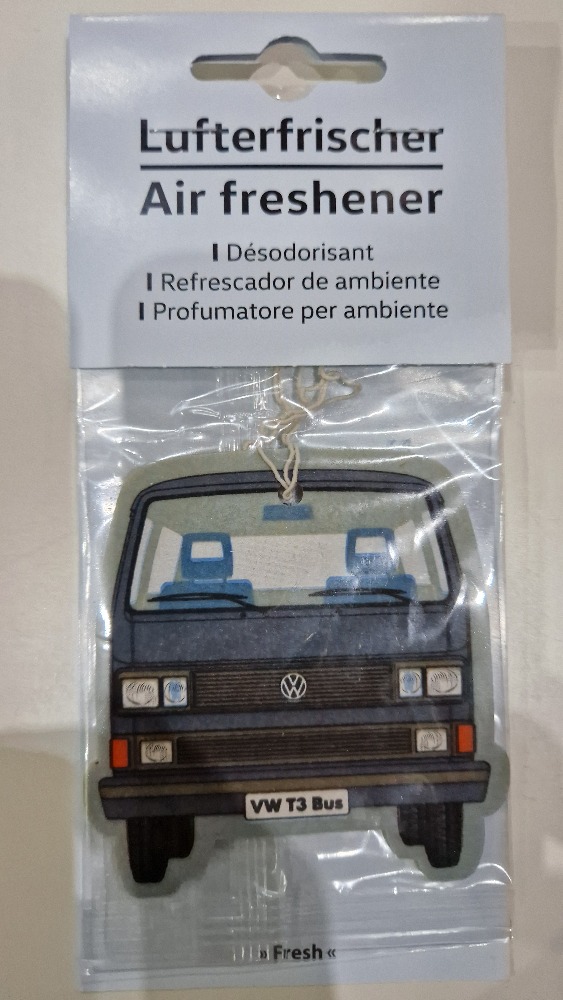 Lufterfrischer
Air freshener
I Désodorisant
I Refrescador de ambiente
I Profumatore per ambiente
VW
VW T3 Bus
» Fresh «